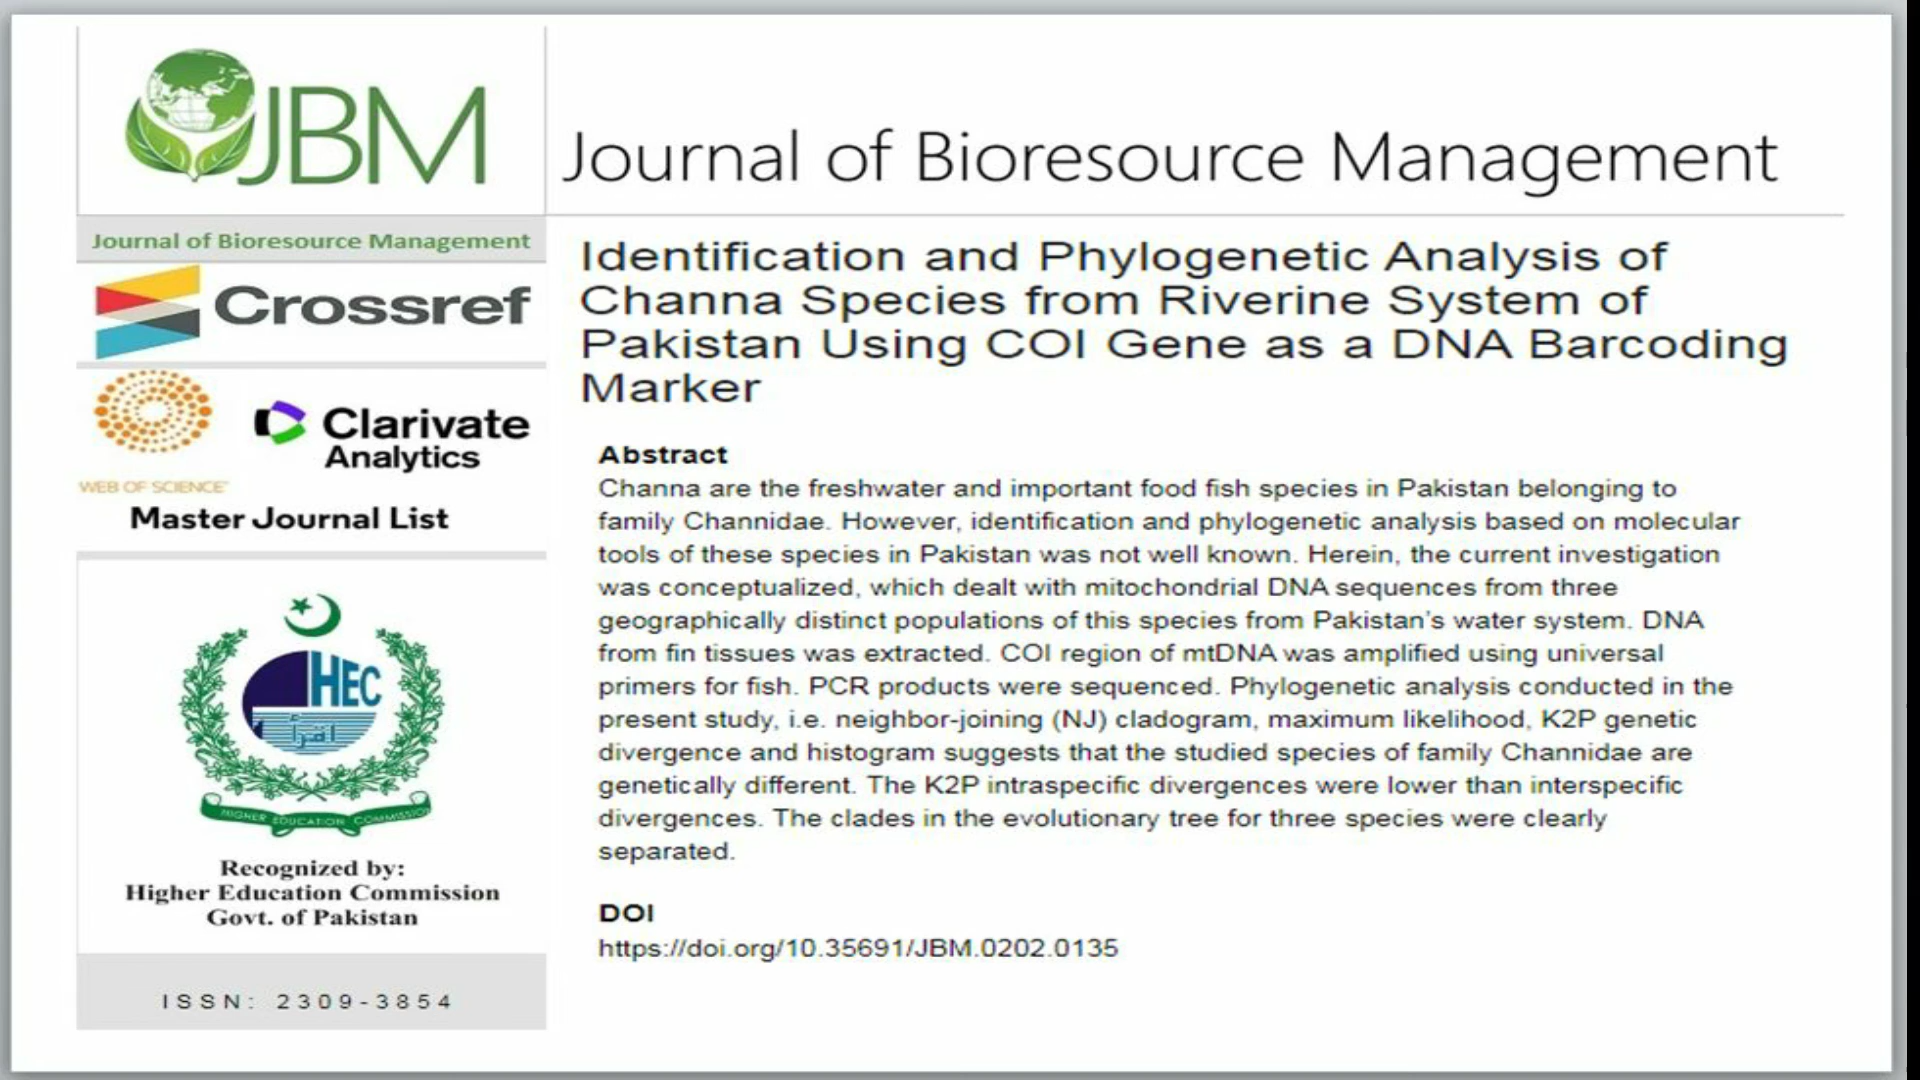 JBM
Journal of Bioresource Management
Journal of Bioresource Management
Crossref
WEB OF SCIENCE™
Clarivate
Analytics
Master Journal List
HEC
اقرأ
HIGHER EDUCATION COMMISSION
Recognized by:
Higher Education Commission
Govt. of Pakistan
ISSN: 2309-3854
Identification and Phylogenetic Analysis of
Channa Species from Riverine System of
Pakistan Using COI Gene as a DNA Barcoding
Marker
Abstract
Channa are the freshwater and important food fish species in Pakistan belonging to
family Channidae. However, identification and phylogenetic analysis based on molecular
tools of these species in Pakistan was not well known. Herein, the current investigation
was conceptualized, which dealt with mitochondrial DNA sequences from three
geographically distinct populations of this species from Pakistan's water system. DNA
from fin tissues was extracted. COI region of mtDNA was amplified using universal
primers for fish. PCR products were sequenced. Phylogenetic analysis conducted in the
present study, i.e. neighbor-joining (NJ) cladogram, maximum likelihood, K2P genetic
divergence and histogram suggests that the studied species of family Channidae are
genetically different. The K2P intraspecific divergences were lower than interspecific
divergences. The clades in the evolutionary tree for three species were clearly
separated.
DOI
https://doi.org/10.35691/JBM.0202.0135